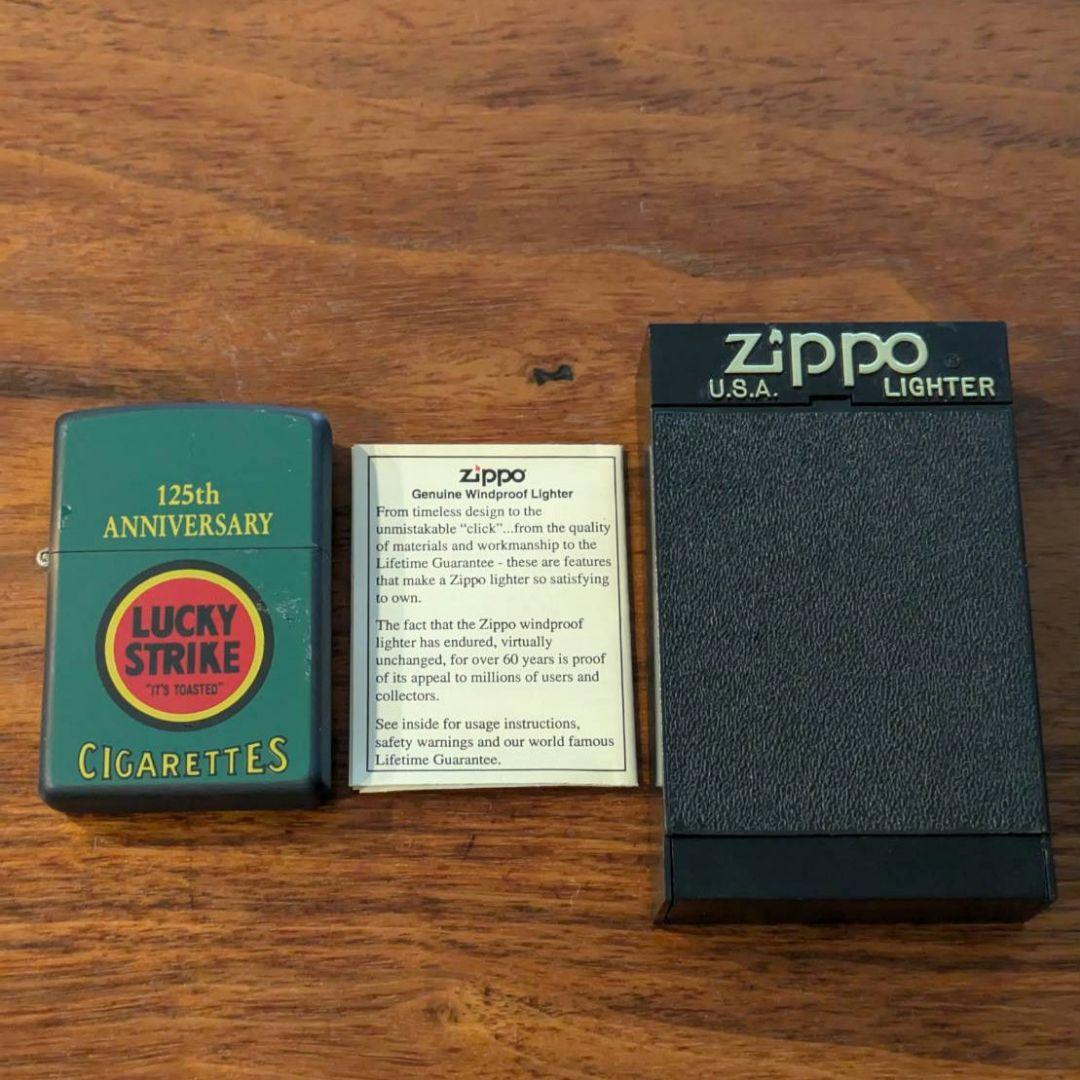 125th
ANNIVERSARY
LUCKY
STRIKE
"IT'S TOASTED"
CIGARETTES
Zippo
Genuine Windproof Lighter
From timeless design to the
unmistakable "click"...from the quality
of materials and workmanship to the
Lifetime Guarantee - these are features
that make a Zippo lighter so satisfying
to own.
The fact that the Zippo windproof
lighter has endured, virtually
unchanged, for over 60 years is proof
of its appeal to millions of users and
collectors.
See inside for usage instructions,
safety warnings and our world famous
Lifetime Guarantee.
Zippo
U.S.A. LIGHTER